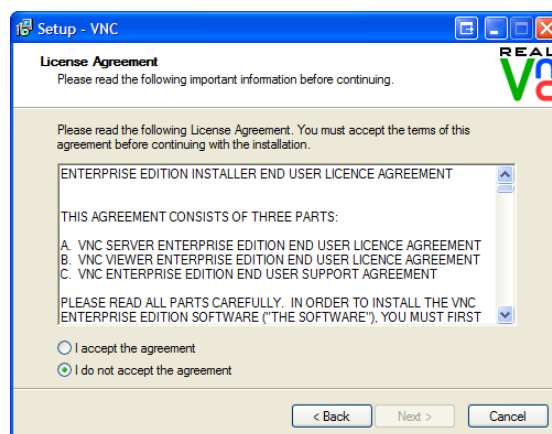 Setup - VNC
License Agreement
Please read the following important information before continuing.
REAL
VNC
Please read the following License Agreement. You must accept the terms of this
agreement before continuing with the installation.
ENTERPRISE EDITION INSTALLER END USER LICENCE AGREEMENT
THIS AGREEMENT CONSISTS OF THREE PARTS:
A. VNC SERVER ENTERPRISE EDITION END USER LICENCE AGREEMENT
B. VNC VIEWER ENTERPRISE EDITION END USER LICENCE AGREEMENT
C. VNC ENTERPRISE EDITION END USER SUPPORT AGREEMENT
PLEASE READ ALL PARTS CAREFULLY. IN ORDER TO INSTALL THE VNC
ENTERPRISE EDITION SOFTWARE ("THE SOFTWARE"), YOU MUST FIRST
I accept the agreement
I do not accept the agreement
< Back Next > Cancel